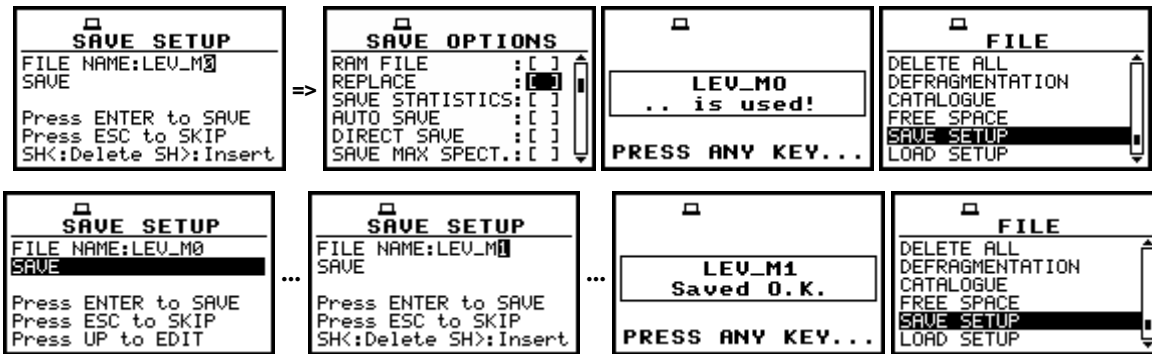 SAVE SETUP
FILE NAME:LEV_M0
SAVE
Press ENTER to SAVE
Press ESC to SKIP
SH<:Delete SH>:Insert
=>
SAVE OPTIONS
RAM FILE :[ ]
REPLACE :[ ]
SAVE STATISTICS:[ ]
AUTO SAVE :[ ]
DIRECT SAVE :[ ]
SAVE MAX SPECT.:[ ]
LEV_M0
.. is used!
PRESS ANY KEY...
FILE
DELETE ALL
DEFRAGMENTATION
CATALOGUE
FREE SPACE
SAVE SETUP
LOAD SETUP
SAVE SETUP
FILE NAME:LEV_M0
SAVE
Press ENTER to SAVE
Press ESC to SKIP
Press UP to EDIT
...
SAVE SETUP
FILE NAME:LEV_M1
SAVE
Press ENTER to SAVE
Press ESC to SKIP
SH<:Delete SH>:Insert
...
LEV_M1
Saved O.K.
PRESS ANY KEY...
FILE
DELETE ALL
DEFRAGMENTATION
CATALOGUE
FREE SPACE
SAVE SETUP
LOAD SETUP